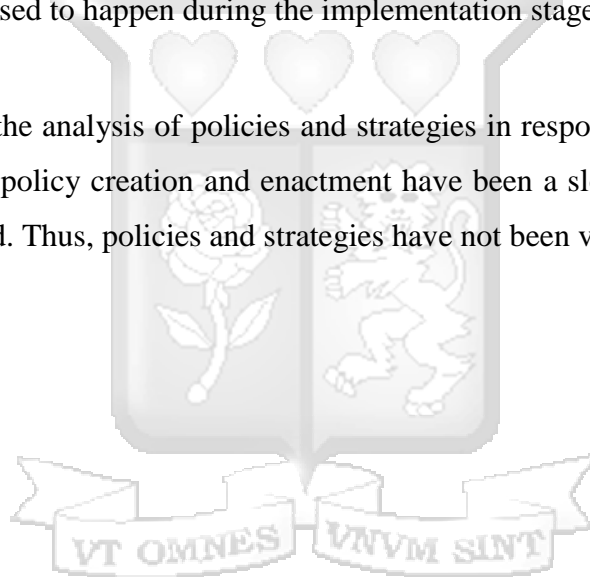 sed to happen during the implementation stage
the analysis of policies and strategies in respo
policy creation and enactment have been a sl
d. Thus, policies and strategies have not been v
VT OMNES VNVM SINT